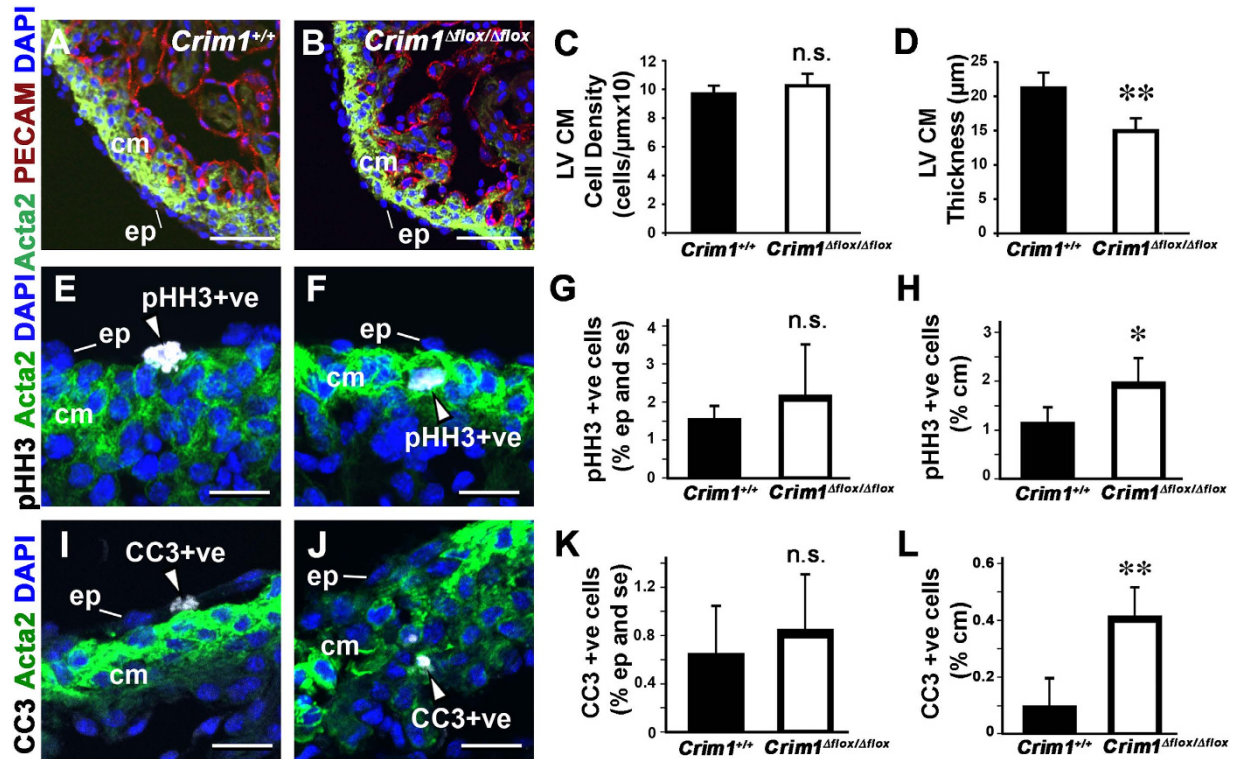 Acta2 PECAM DAPI
A
Crim1+/+
cm
ep
B
Crim1Δflox/Δflox
cm
ep
C
n.s.
LV CM
Cell Density
(cells/µmx10)
12
10
8
6
4
2
0
Crim1+/+ Crim1Δflox/Δflox
D
**
LV CM
Thickness (µm)
25
20
15
10
5
0
Crim1+/+ Crim1Δflox/Δflox
pHH3 Acta2 DAPI
E
pHH3+ve
ep
cm
F
ep
cm
pHH3+ve
G
n.s.
pHH3 +ve cells
(% ep and se)
4
3
2
1
0
Crim1+/+ Crim1Δflox/Δflox
H
*
pHH3 +ve cells
(% cm)
3
2
1
0
Crim1+/+ Crim1Δflox/Δflox
CC3 Acta2 DAPI
I
CC3+ve
ep
cm
J
ep
cm
CC3+ve
K
n.s.
CC3 +ve cells
(% ep and se)
1.2
0.8
0.4
0
Crim1+/+ Crim1Δflox/Δflox
L
**
CC3 +ve cells
(% cm)
0.6
0.4
0.2
0
Crim1+/+ Crim1Δflox/Δflox